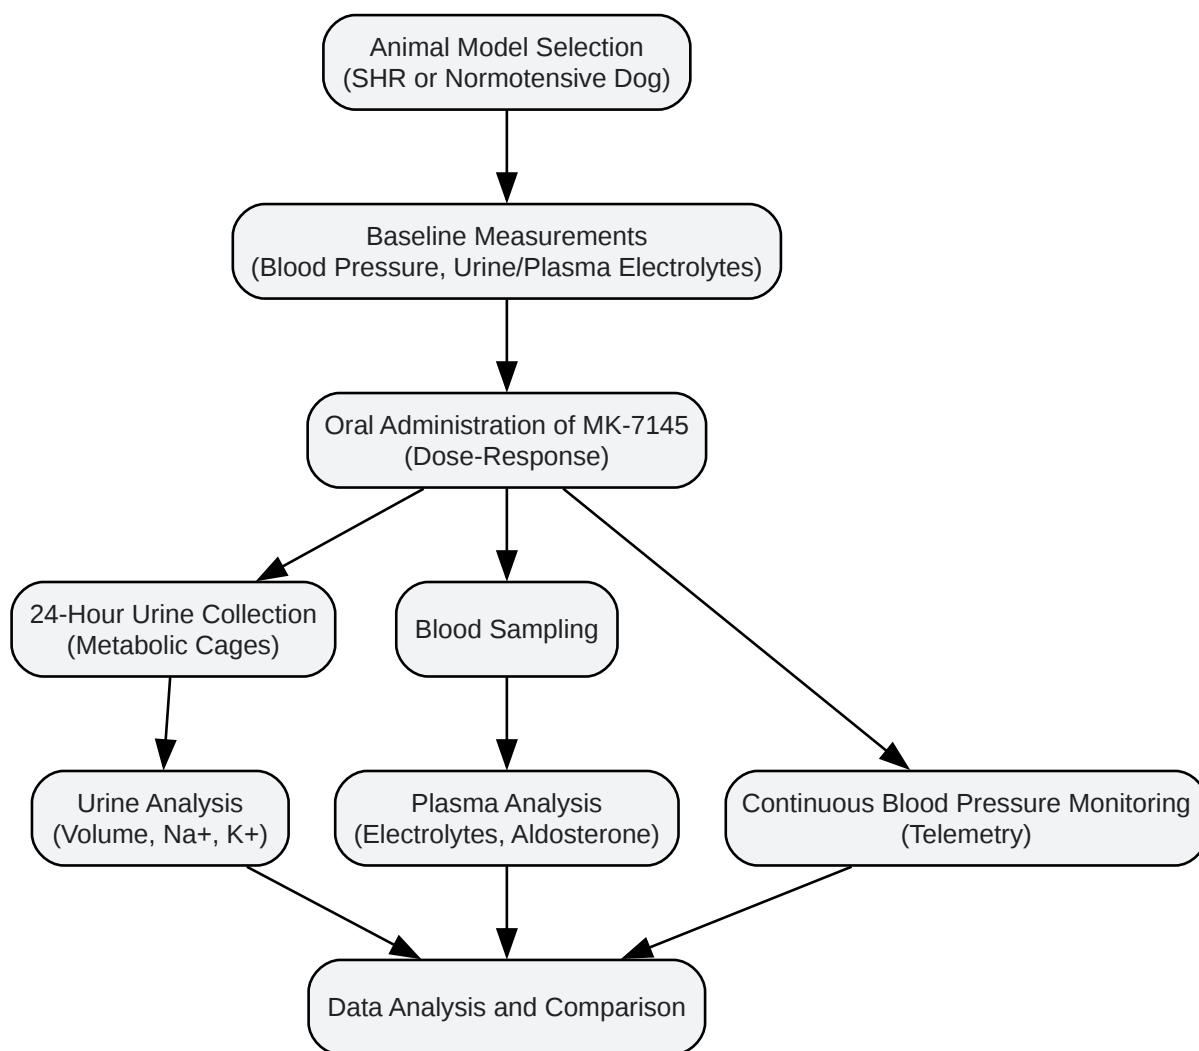 Animal Model Selection
(SHR or Normotensive Dog)
Baseline Measurements
(Blood Pressure, Urine/Plasma Electrolytes)
Oral Administration of MK-7145
(Dose-Response)
24-Hour Urine Collection
(Metabolic Cages)
Blood Sampling
Urine Analysis
(Volume, Na+, K+)
Plasma Analysis
(Electrolytes, Aldosterone)
Continuous Blood Pressure Monitoring
(Telemetry)
Data Analysis and Comparison